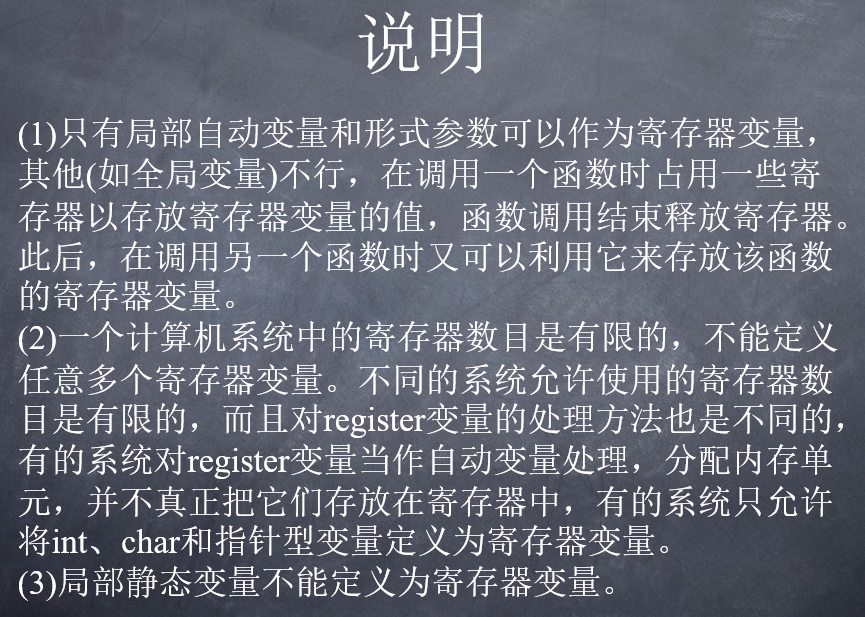 说明
(1)只有局部自动变量和形式参数可以作为寄存器变量，
其他(如全局变量)不行，在调用一个函数时占用一些寄
存器以存放寄存器变量的值，函数调用结束释放寄存器。
此后，在调用另一个函数时又可以利用它来存放该函数
的寄存器变量。
(2)一个计算机系统中的寄存器数目是有限的，不能定义
任意多个寄存器变量。不同的系统允许使用的寄存器数
目是有限的，而且对register变量的处理方法也是不同的，
有的系统对register变量当作自动变量处理，分配内存单
元，并不真正把它们存放在寄存器中，有的系统只允许
将int、char和指针型变量定义为寄存器变量。
(3)局部静态变量不能定义为寄存器变量。